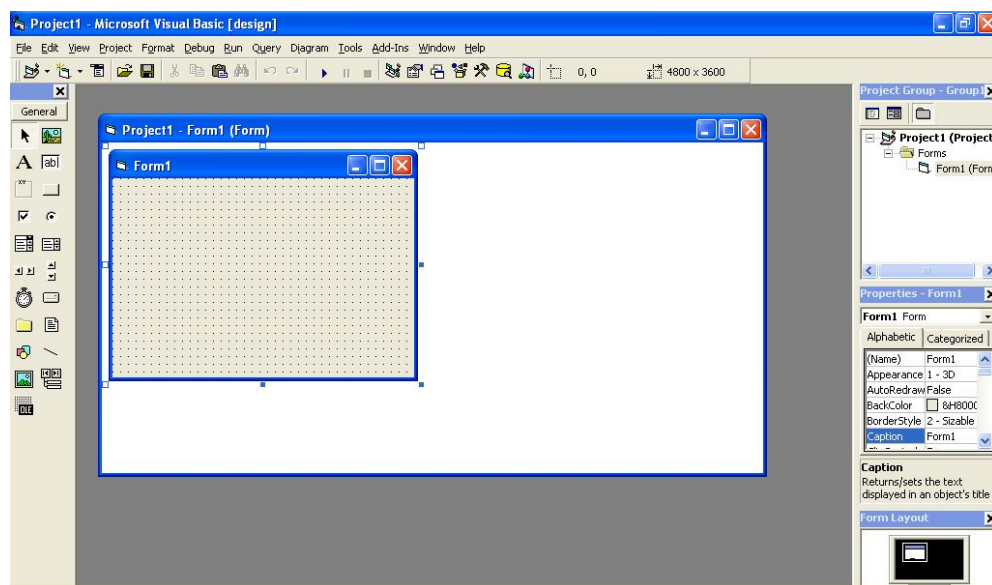 Project1 - Microsoft Visual Basic [design]
File Edit View Project Format Debug Run Query Diagram Tools Add-Ins Window Help
0, 0 4800 x 3600
General
A ab|
XY
OLE
Project1 - Form1 (Form)
Form1
Project Group - Group1
Project1 (Project
Forms
Form1 (Form
Properties - Form1
Form1 Form
Alphabetic Categorized
(Name) Form1
Appearance 1 - 3D
AutoRedraw False
BackColor &H8000
BorderStyle 2 - Sizable
Caption Form1
Caption
Returns/sets the text
displayed in an object's title
Form Layout